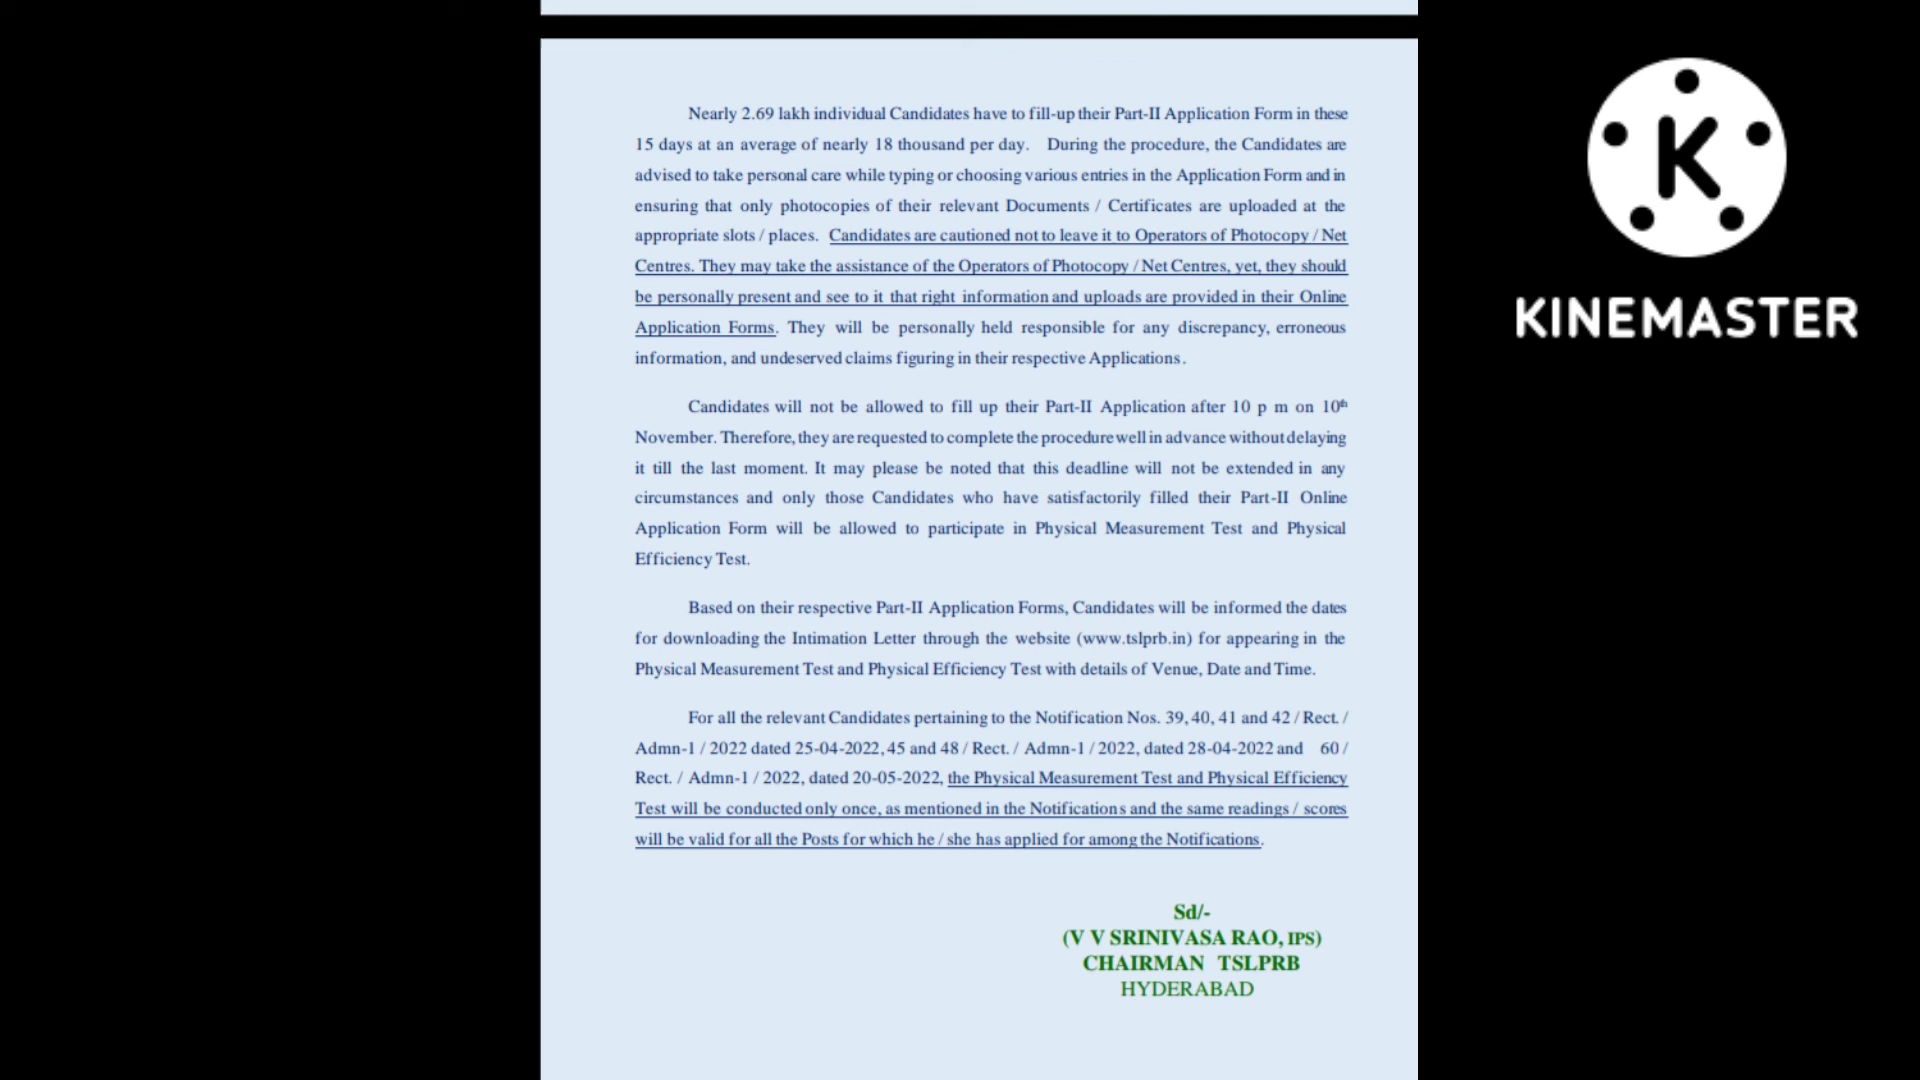 Nearly 2.69 lakh individual Candidates have to fill-up their Part-II Application Form in these
15 days at an average of nearly 18 thousand per day. During the procedure, the Candidates are
advised to take personal care while typing or choosing various entries in the Application Form and in
ensuring that only photocopies of their relevant Documents / Certificates are uploaded at the
appropriate slots / places. Candidates are cautioned not to leave it to Operators of Photocopy / Net
Centres. They may take the assistance of the Operators of Photocopy / Net Centres, yet, they should
be personally present and see to it that right information and uploads are provided in their Online
Application Forms. They will be personally held responsible for any discrepancy, erroneous
information, and undeserved claims figuring in their respective Applications.
Candidates will not be allowed to fill up their Part-II Application after 10 p m on 10th
November. Therefore, they are requested to complete the procedure well in advance without delaying
it till the last moment. It may please be noted that this deadline will not be extended in any
circumstances and only those Candidates who have satisfactorily filled their Part-II Online
Application Form will be allowed to participate in Physical Measurement Test and Physical
Efficiency Test.
Based on their respective Part-II Application Forms, Candidates will be informed the dates
for downloading the Intimation Letter through the website (www.tslprb.in) for appearing in the
Physical Measurement Test and Physical Efficiency Test with details of Venue, Date and Time.
For all the relevant Candidates pertaining to the Notification Nos. 39, 40, 41 and 42 / Rect. /
Admn-1 / 2022 dated 25-04-2022, 45 and 48 / Rect. / Admn-1 / 2022, dated 28-04-2022 and 60 /
Rect. / Admn-1 / 2022, dated 20-05-2022, the Physical Measurement Test and Physical Efficiency
Test will be conducted only once, as mentioned in the Notifications and the same readings / scores
will be valid for all the Posts for which he / she has applied for among the Notifications.
Sd/-
(V V SRINIVASA RAO, IPS)
CHAIRMAN TSLPRB
HYDERABAD
K
KINEMASTER